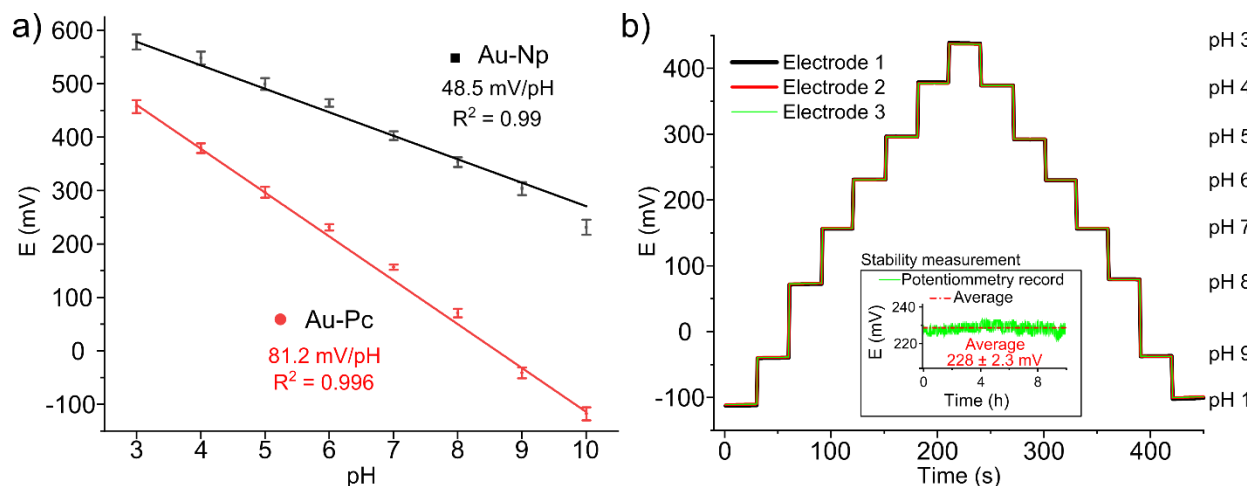 a)
600
500
400
300
200
100
0
-100
E (mV)
3 4 5 6 7 8 9 10
pH
Au-Np
48.5 mV/pH
R² = 0.99
Au-Pc
81.2 mV/pH
R² = 0.996
b)
Electrode 1
Electrode 2
Electrode 3
400
300
200
100
0
-100
E (mV)
0 100 200 300 400
Time (s)
pH 3
pH 4
pH 5
pH 6
pH 7
pH 8
pH 9
pH 1
Stability measurement
Potentiommetry record
Average
240
220
E (mV)
Average
228 ± 2.3 mV
0 4 8
Time (h)